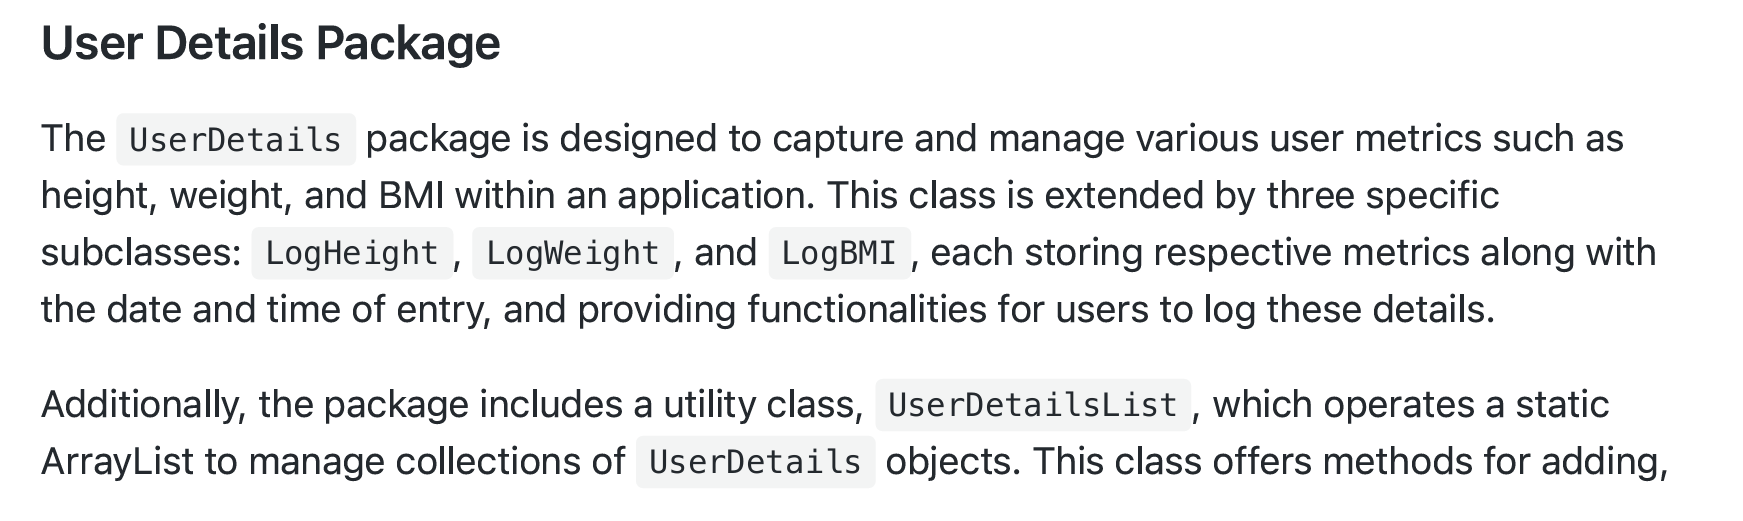 User Details Package
The UserDetails package is designed to capture and manage various user metrics such as
height, weight, and BMI within an application. This class is extended by three specific
subclasses: LogHeight, LogWeight, and LogBMI, each storing respective metrics along with
the date and time of entry, and providing functionalities for users to log these details.
Additionally, the package includes a utility class, UserDetailsList, which operates a static
ArrayList to manage collections of UserDetails objects. This class offers methods for adding,